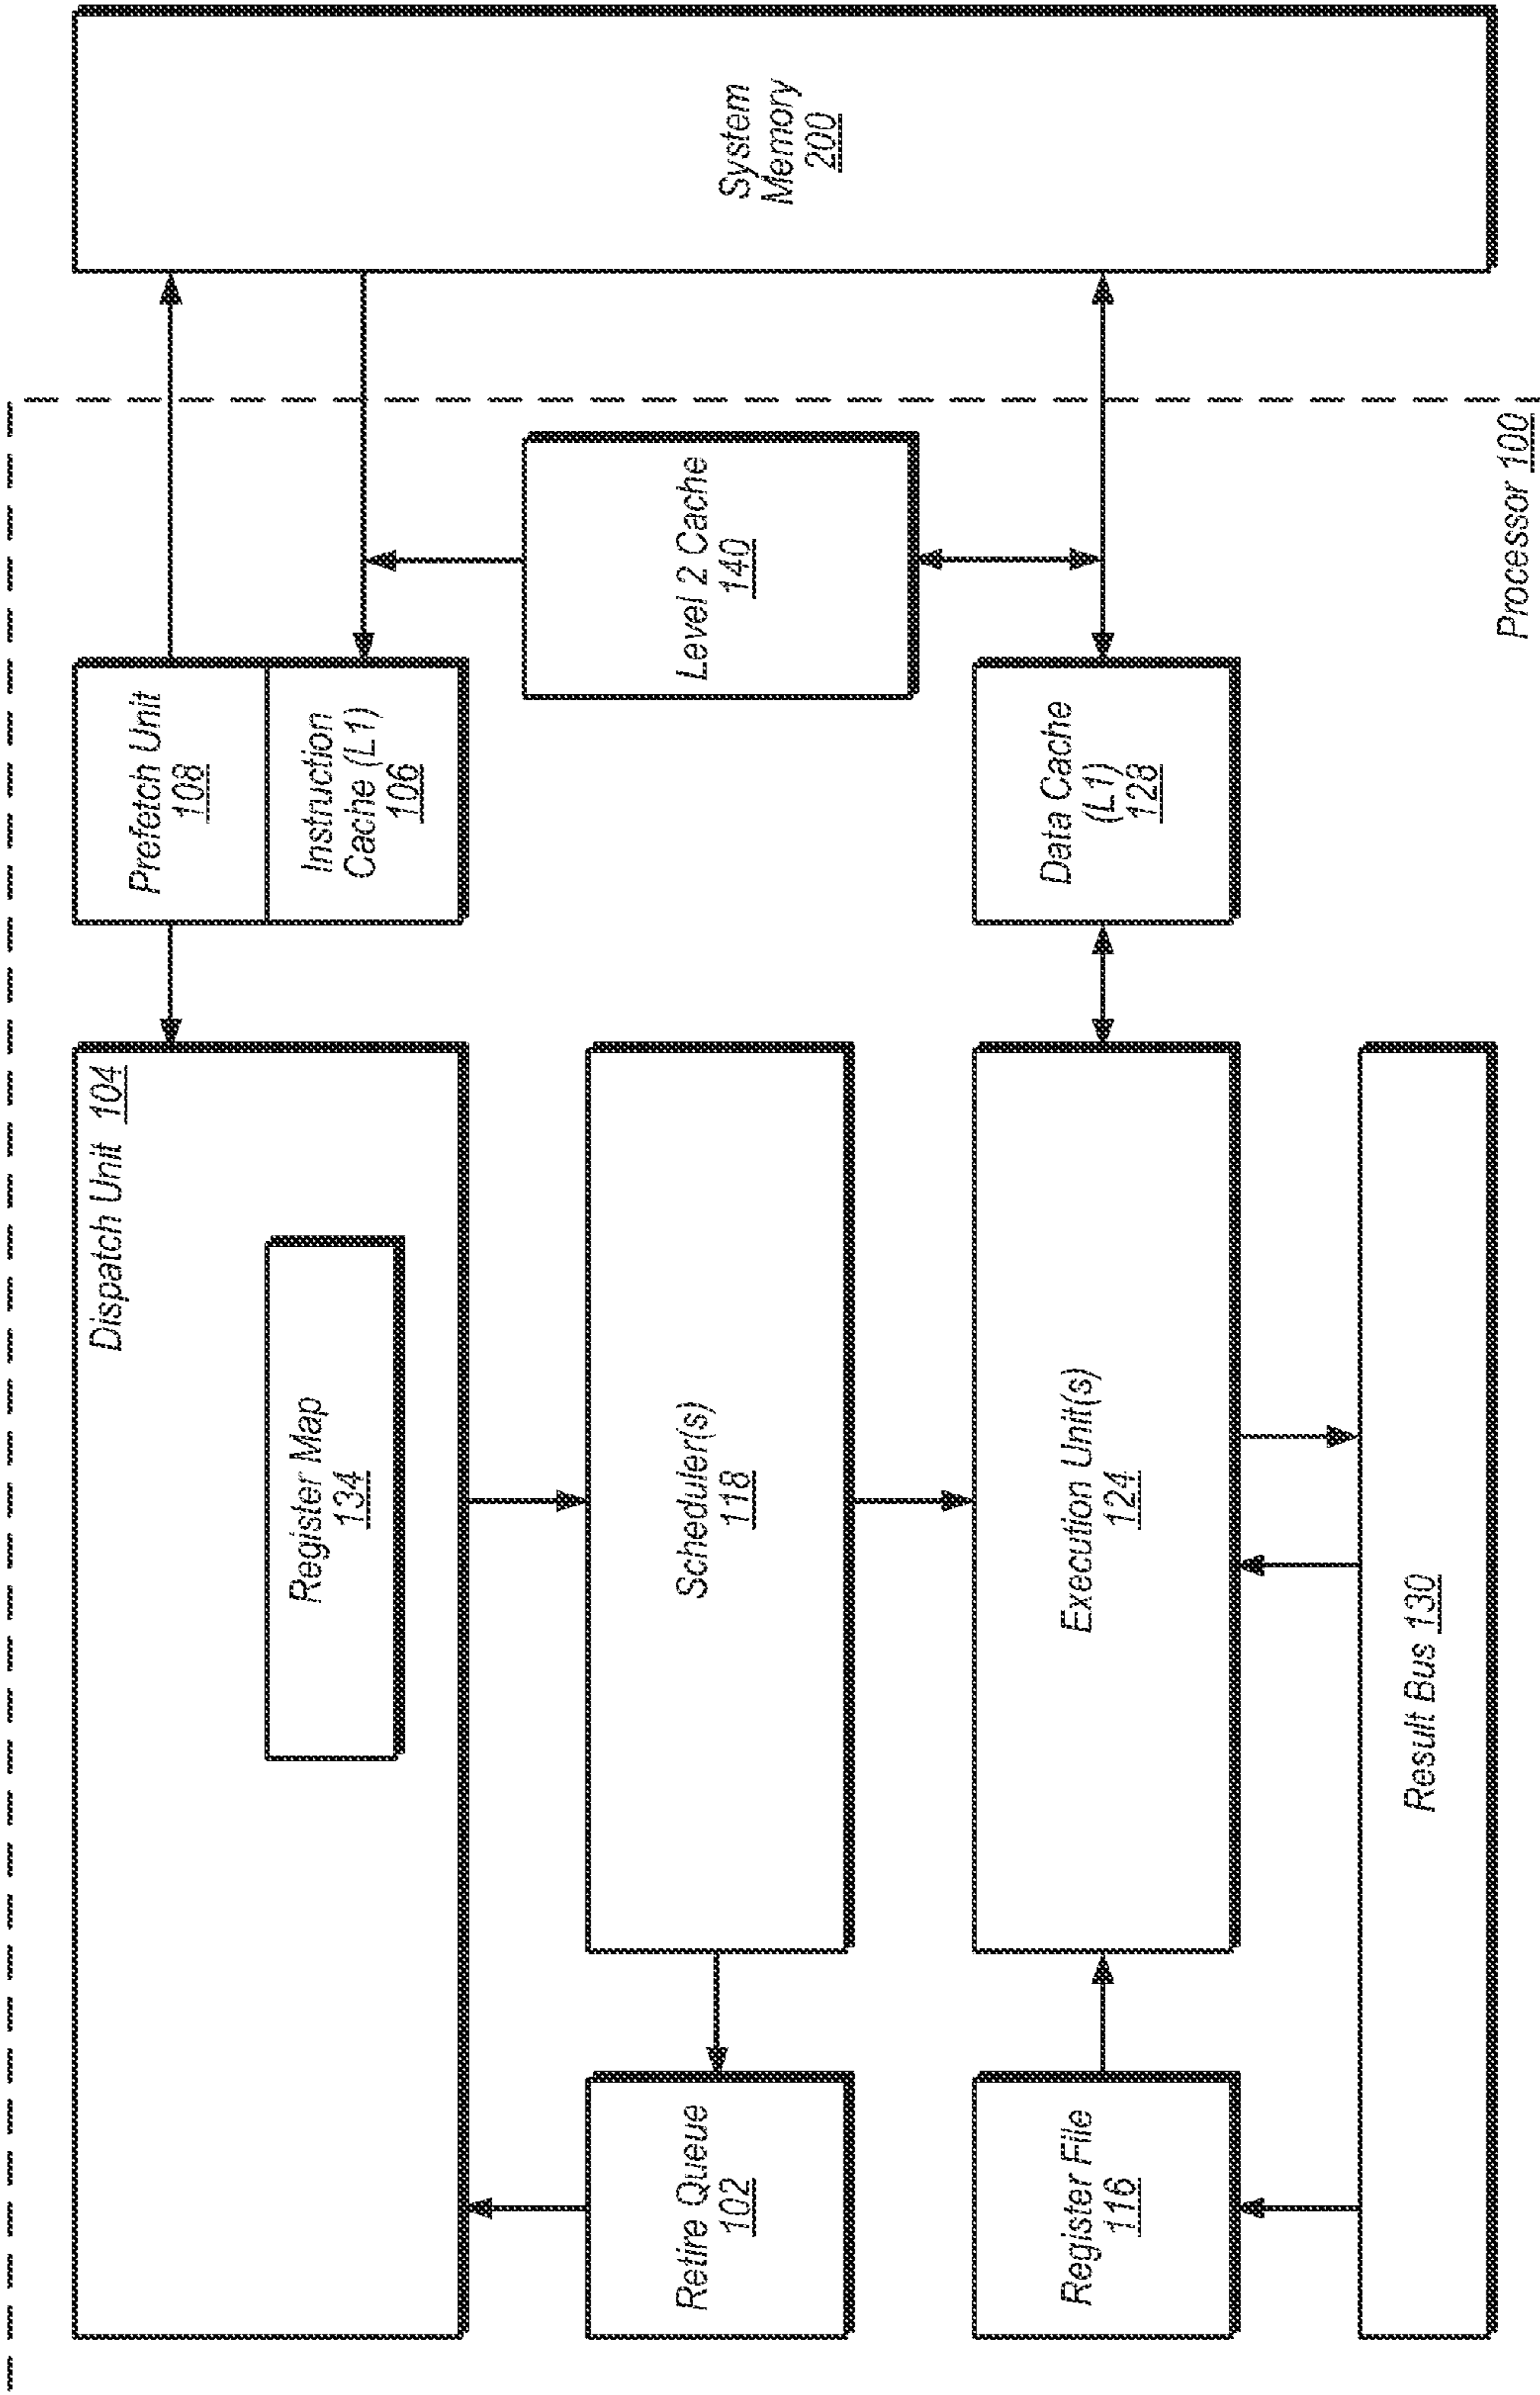 Dispatch Unit 104
Register Map
134
Prefetch Unit
108
Instruction
Cache (L1)
106
System
Memory
200
Retire Queue
102
Scheduler(s)
118
Level 2 Cache
140
Register File
116
Execution Unit(s)
124
Data Cache
(L1)
128
Result Bus 130
Processor 100